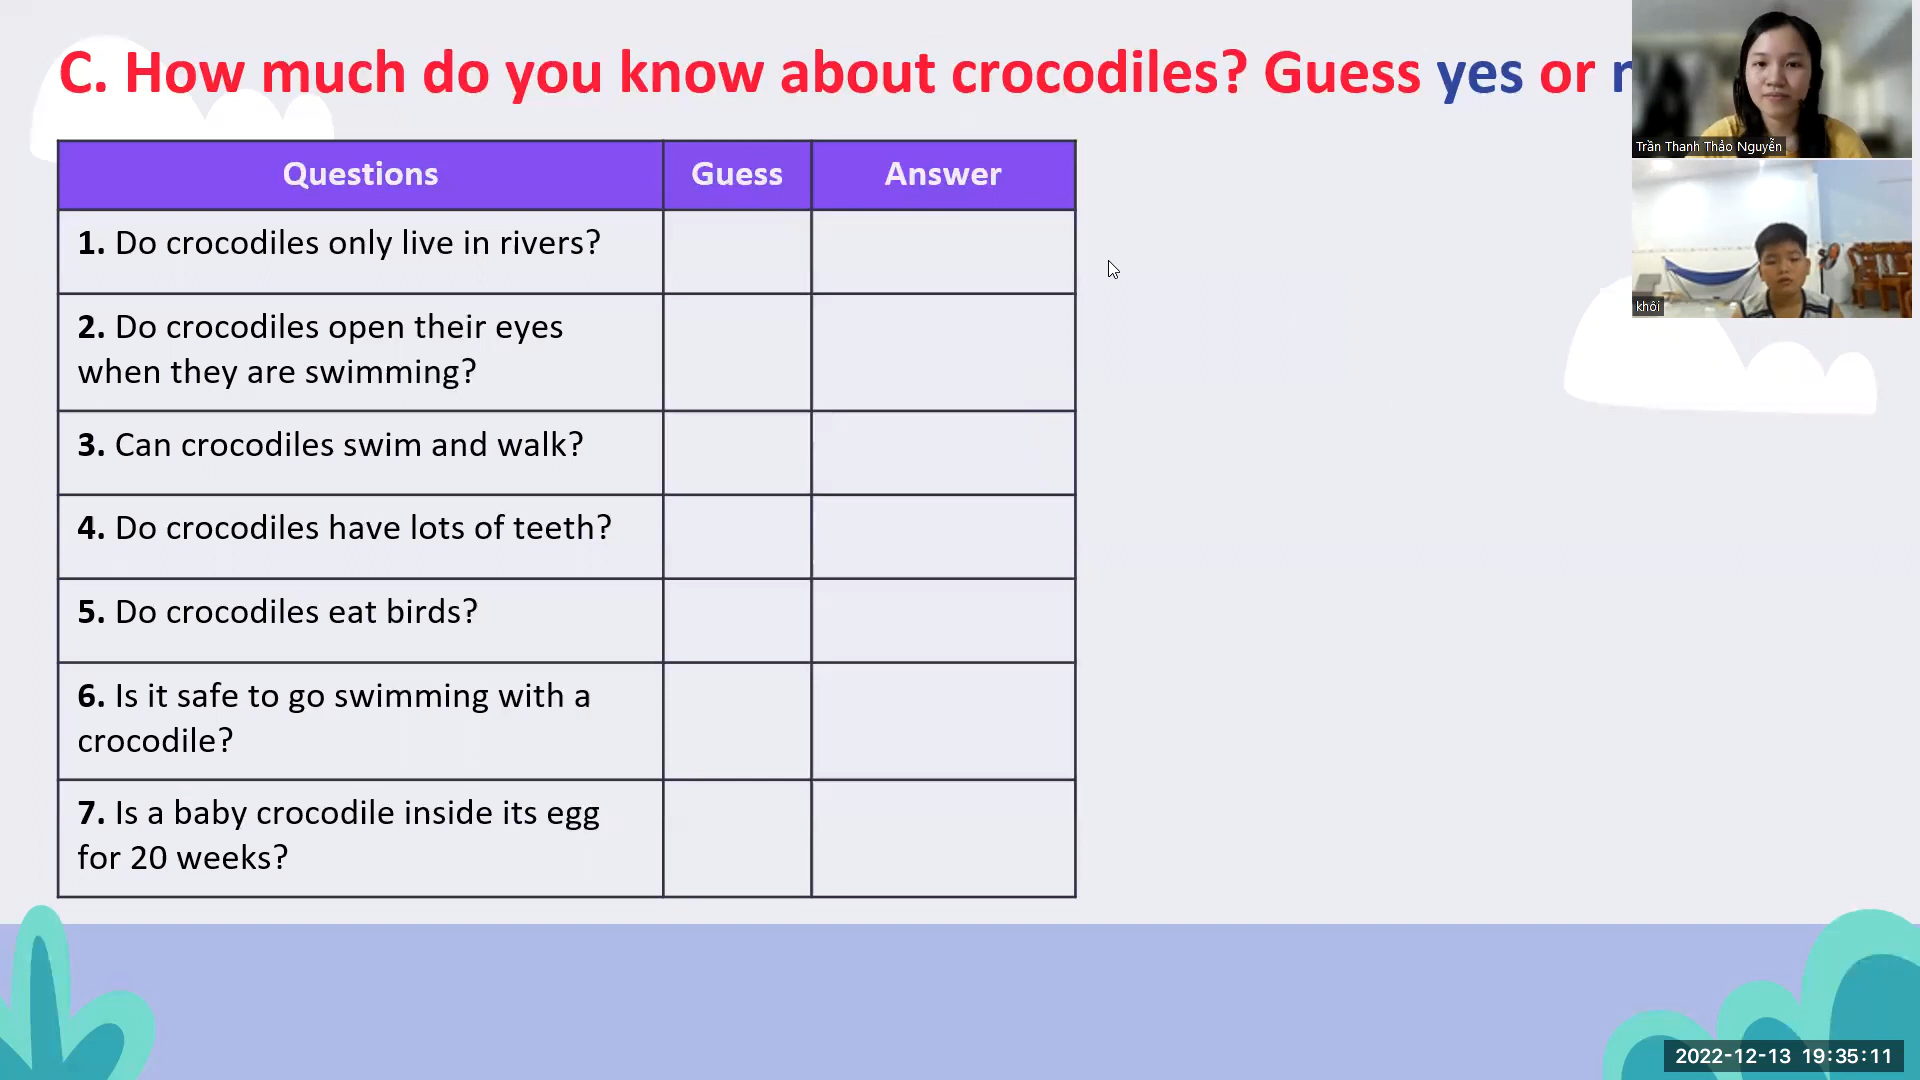 C. How much do you know about crocodiles? Guess yes or
Questions Guess Answer
1. Do crocodiles only live in rivers?
2. Do crocodiles open their eyes
when they are swimming?
3. Can crocodiles swim and walk?
4. Do crocodiles have lots of teeth?
5. Do crocodiles eat birds?
6. Is it safe to go swimming with a
crocodile?
7. Is a baby crocodile inside its egg
for 20 weeks?
Trần Thanh Thảo Nguyễn
khôi
2022-12-13 19:35:11